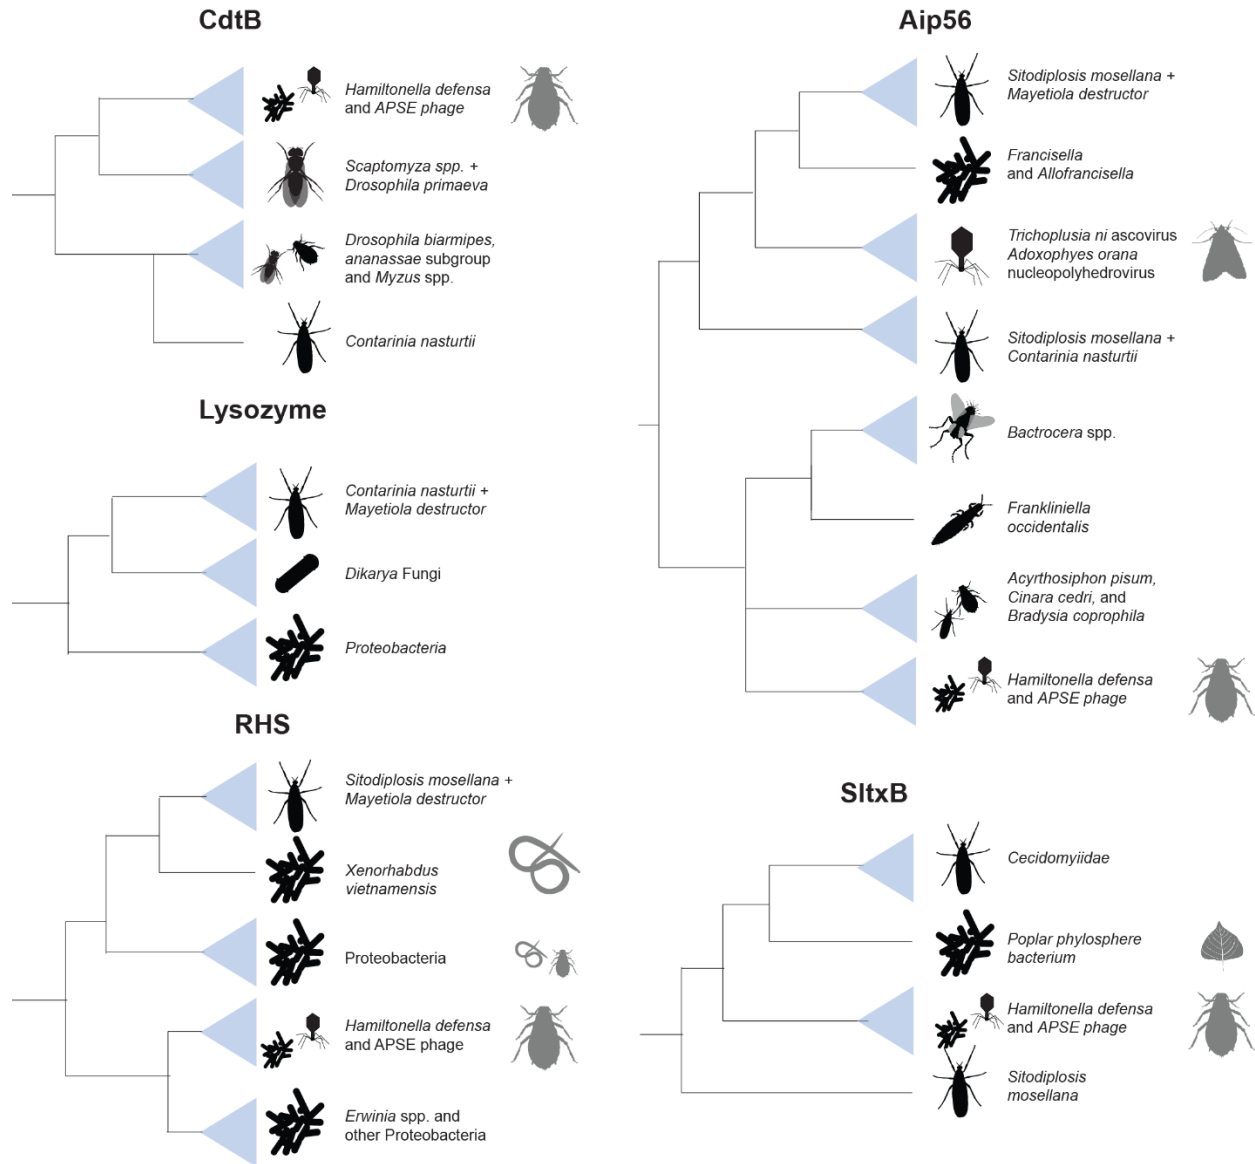 CdtB
Hamiltonella defensa
and APSE phage
Scaptomyza spp. +
Drosophila primaeva
Drosophila biarmipes,
ananassae subgroup
and Myzus spp.
Contarinia nasturtii
Lysozyme
Contarinia nasturtii +
Mayetiola destructor
Dikarya Fungi
Proteobacteria
RHS
Sitodiplosis mosellana +
Mayetiola destructor
Xenorhabdus
vietnamensis
Proteobacteria
Hamiltonella defensa
and APSE phage
Erwinia spp. and
other Proteobacteria
Aip56
Sitodiplosis mosellana +
Mayetiola destructor
Francisella
and Allofrancisella
Trichoplusia ni ascovirus
Adoxophyes orana
nucleopolyhedrovirus
Sitodiplosis mosellana +
Contarinia nasturtii
Bactrocera spp.
Frankliniella
occidentalis
Acyrthosiphon pisum,
Cinara cedri, and
Bradysia coprophila
Hamiltonella defensa
and APSE phage
SltxB
Cecidomyiidae
Poplar phylosphere
bacterium
Hamiltonella defensa
and APSE phage
Sitodiplosis
mosellana